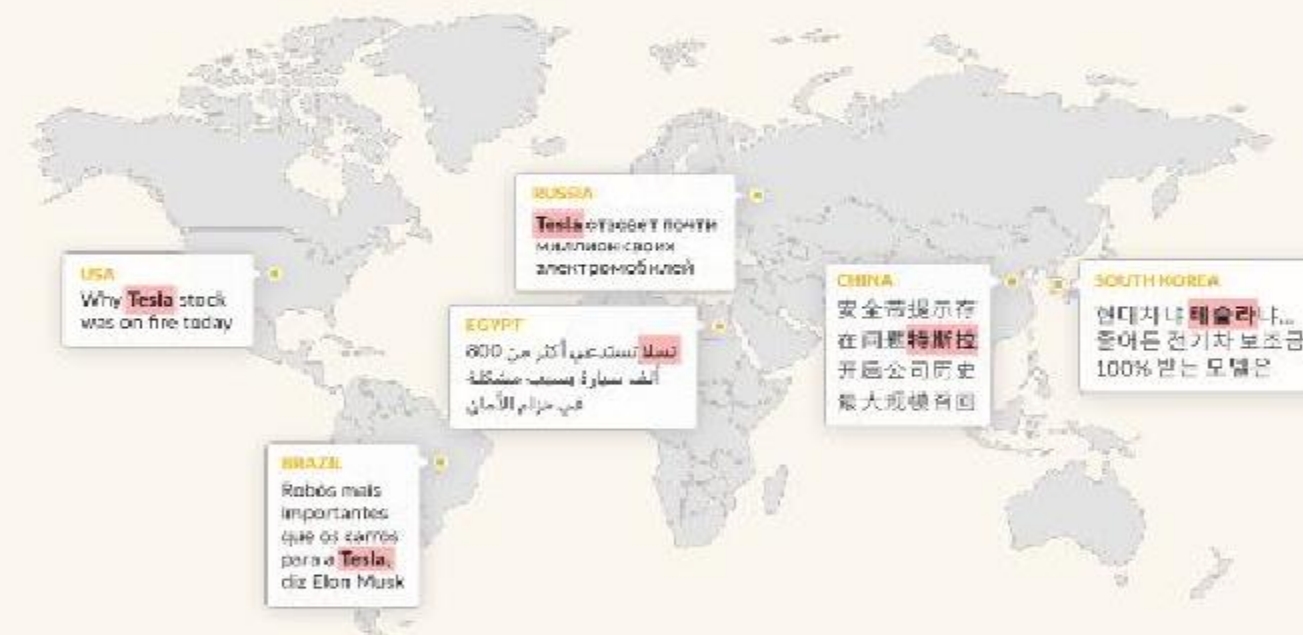 USA
Why Tesla stock
was on fire today
RUSSIA
Tesla отзовет почти
миллион своих
электромобилей
EGYPT
تسلا تستدعي أكثر من 800
ألف سيارة بسبب مشكلة
في حزام الأمان
BRAZIL
Robôs mais
importantes
que os carros
para a Tesla,
diz Elon Musk
CHINA
安全带提示存
在问题特斯拉
开启公司历史
最大规模召回
SOUTH KOREA
현대차냐 테슬라냐...
줄어든 전기차 보조금
100% 받는 모델은